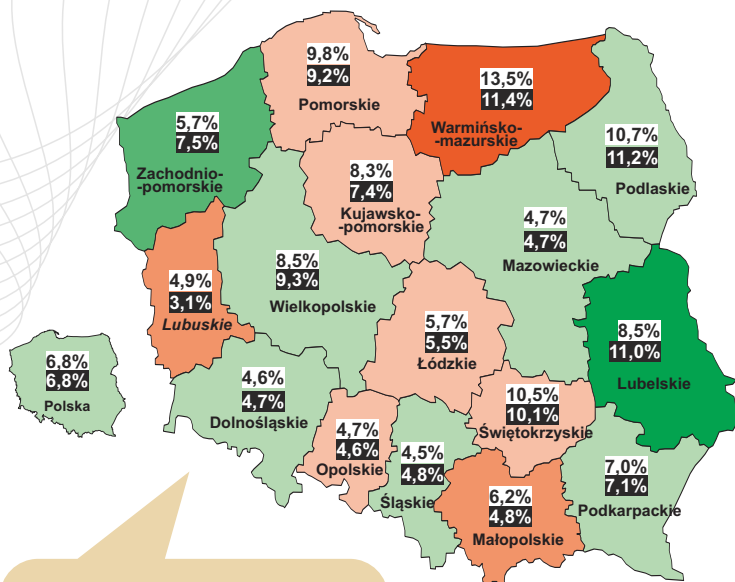 9,8%
9,2%
Pomorskie
13,5%
11,4%
Warmińsko-
-mazurskie
5,7%
7,5%
Zachodnio-
-pomorskie
10,7%
11,2%
Podlaskie
8,3%
7,4%
Kujawsko-
-pomorskie
4,7%
4,7%
Mazowieckie
8,5%
9,3%
Wielkopolskie
4,9%
3,1%
Lubuskie
5,7%
5,5%
Łódzkie
8,5%
11,0%
Lubelskie
6,8%
6,8%
Polska
4,6%
4,7%
Dolnośląskie
10,5%
10,1%
Świętokrzyskie
4,7%
4,6%
Opolskie
4,5%
4,8%
Śląskie
6,2%
4,8%
Małopolskie
7,0%
7,1%
Podkarpackie